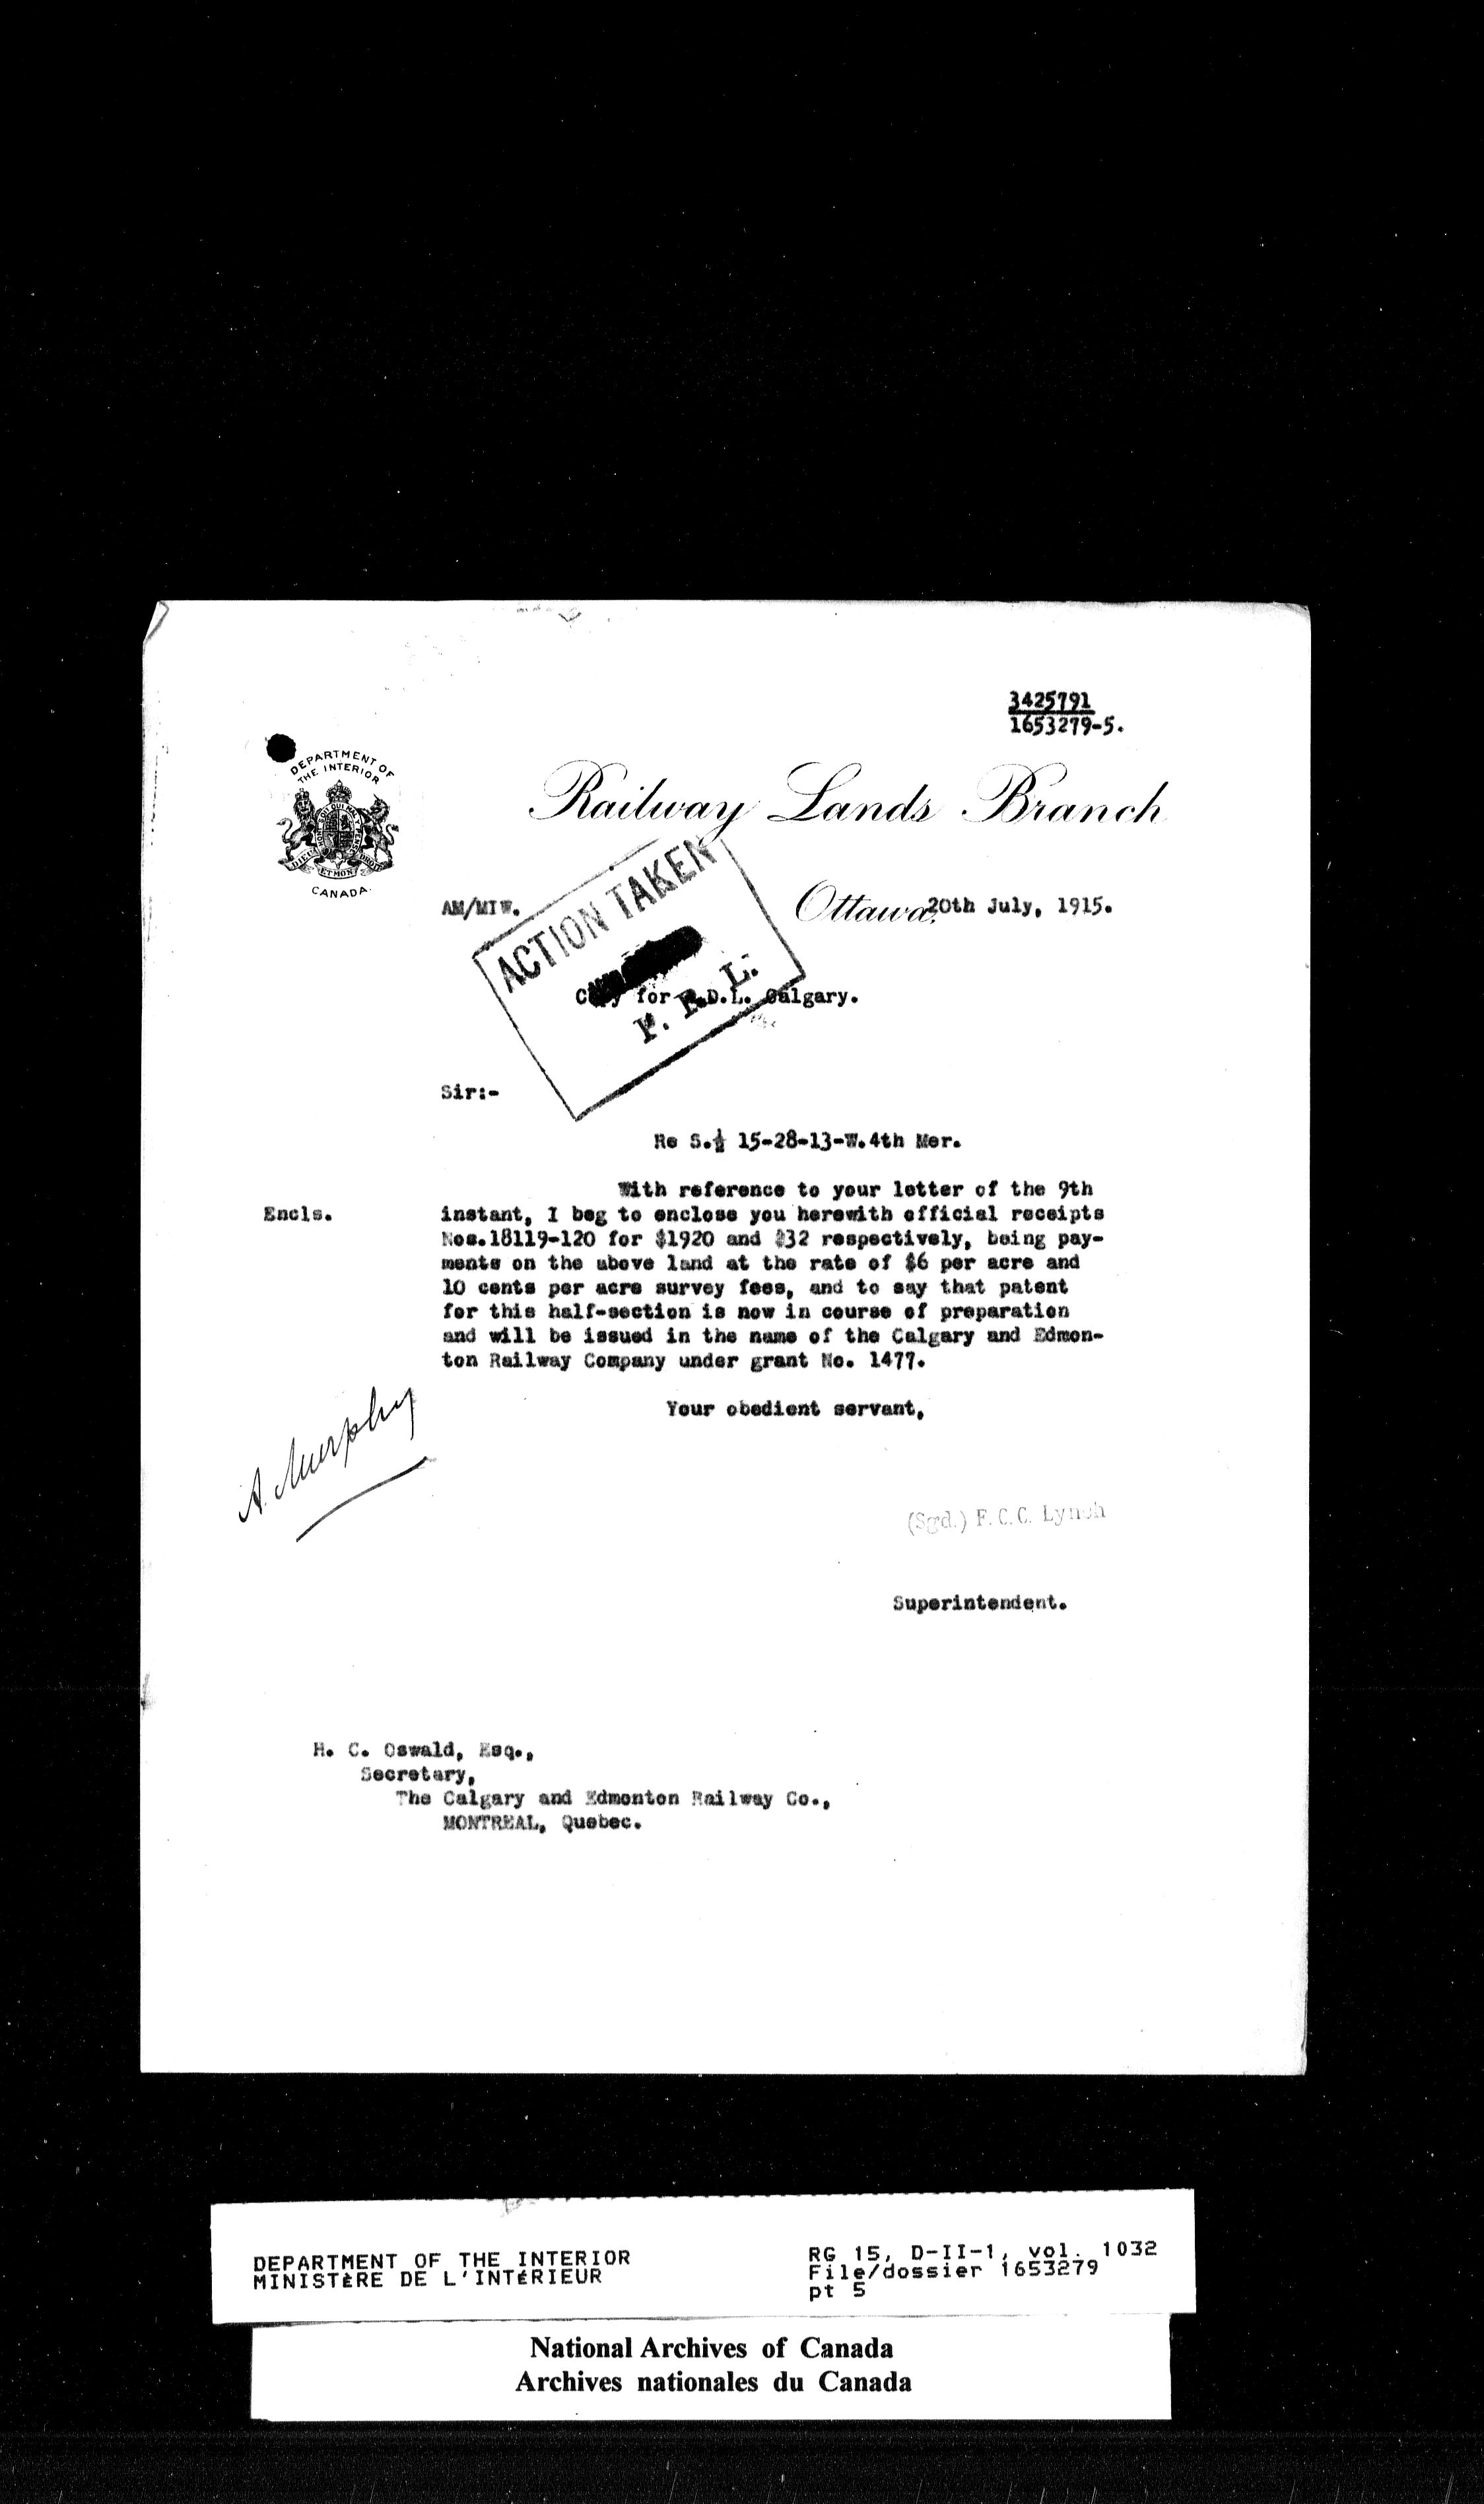 3425791
1653279-5.
DEPARTMENT OF
THE INTERIOR
DIEU
ET MON
DROIT
CANADA.
Railway Lands Branch
AM/MIW.
Ottawa, 20th July, 1915.
ACTION TAKEN
Copy for D.L. Calgary.
F. R. L.
Sir:-
Re S.½ 15-28-13-W.4th Mer.
With reference to your letter of the 9th
Encls. instant, I beg to enclose you herewith official receipts
Nos.18119-120 for $1920 and $32 respectively, being pay-
ments on the above land at the rate of $6 per acre and
10 cents per acre survey fees, and to say that patent
for this half-section is now in course of preparation
and will be issued in the name of the Calgary and Edmon-
ton Railway Company under grant No. 1477.
Your obedient servant,
A. Murphy
(Sgd.) F. C. C. Lynch
Superintendent.
H. C. Oswald, Esq.,
Secretary,
The Calgary and Edmonton Railway Co.,
MONTREAL, Quebec.
DEPARTMENT OF THE INTERIOR
MINISTÈRE DE L'INTÉRIEUR
RG 15, D-II-1, vol. 1032
File/dossier 1653279
pt 5
National Archives of Canada
Archives nationales du Canada